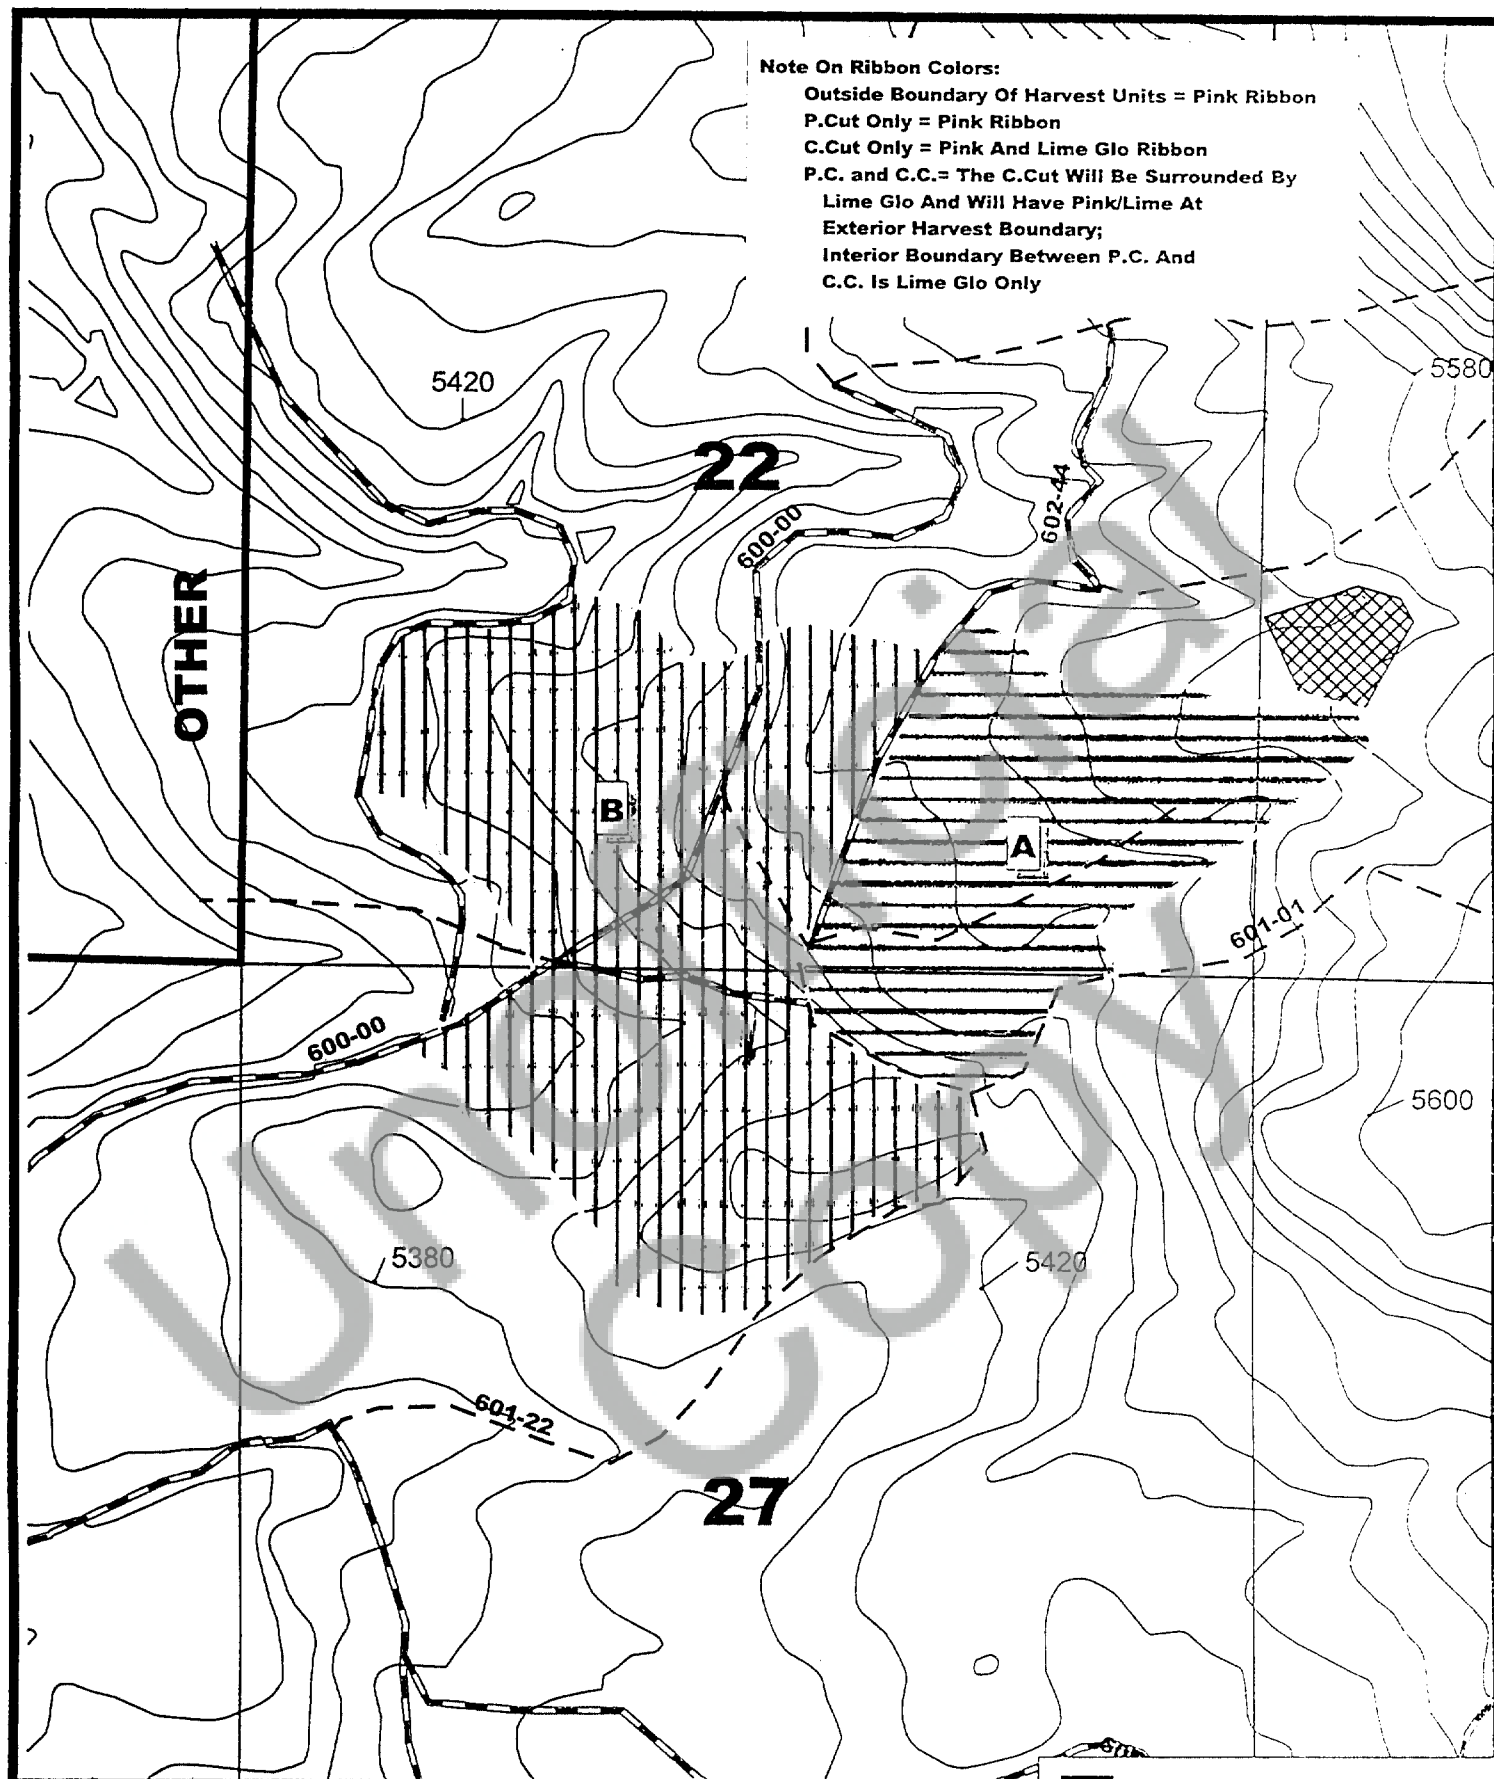 Note On Ribbon Colors:
Outside Boundary Of Harvest Units = Pink Ribbon
P.Cut Only = Pink Ribbon
C.Cut Only = Pink And Lime Glo Ribbon
P.C. and C.C.= The C.Cut Will Be Surrounded By
Lime Glo And Will Have Pink/Lime At
Exterior Harvest Boundary;
Interior Boundary Between P.C. And
C.C. Is Lime Glo Only
5580
5420
22
602-44
600-00
OTHER
B
A
601-01
600-00
5600
5380
5420
601-22
27
Unofficial
Copy